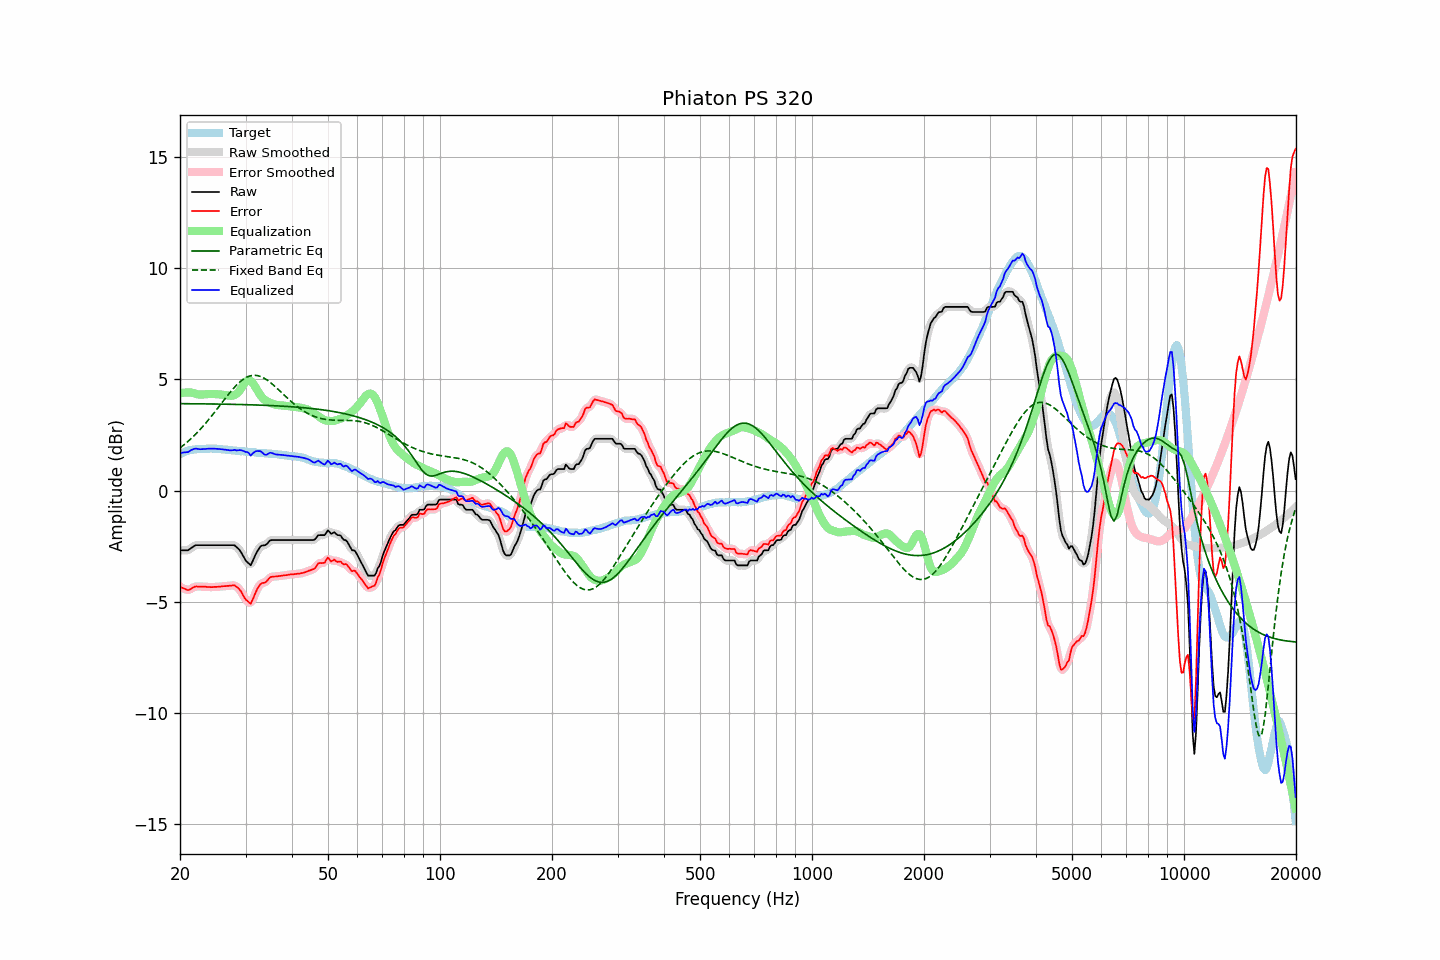 Phiaton PS 320
Target
Raw Smoothed
Error Smoothed
Raw
Error
Equalization
Parametric Eq
Fixed Band Eq
Equalized
15
10
5
0
−5
−10
−15
Amplitude (dBr)
20 50 100 200 500 1000 2000 5000 10000 20000
Frequency (Hz)